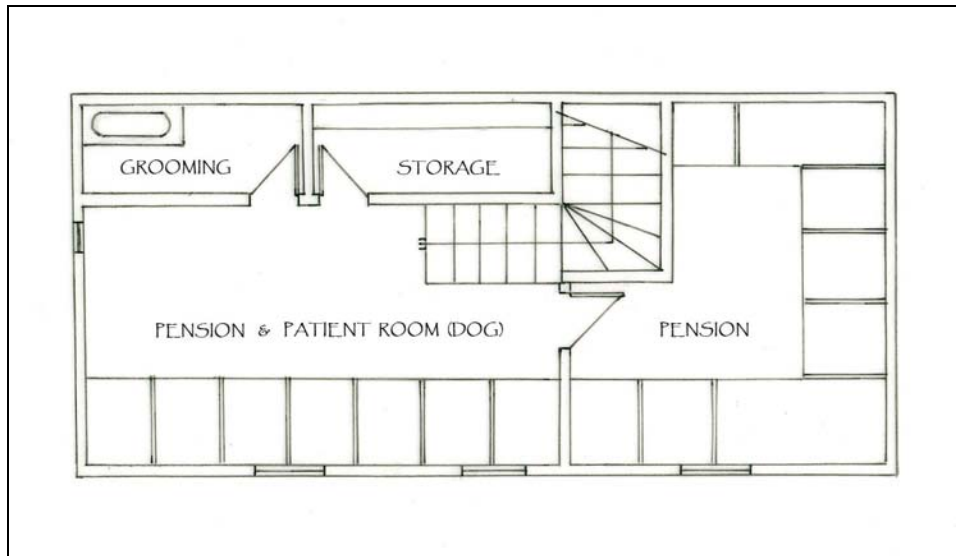 GROOMING
STORAGE
PENSION & PATIENT ROOM (DOG)
PENSION